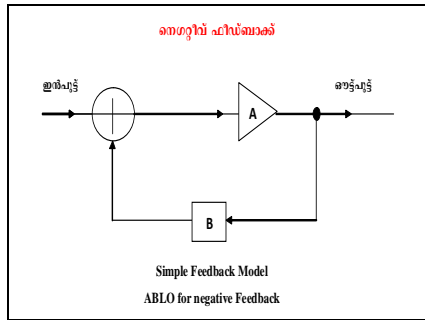 നെഗറ്റീവ് ഫീഡ്ബാക്ക്
ഇൻപുട്ട്
ഔട്ട്പുട്ട്
A
B
Simple Feedback Model
ABLO for negative Feedback